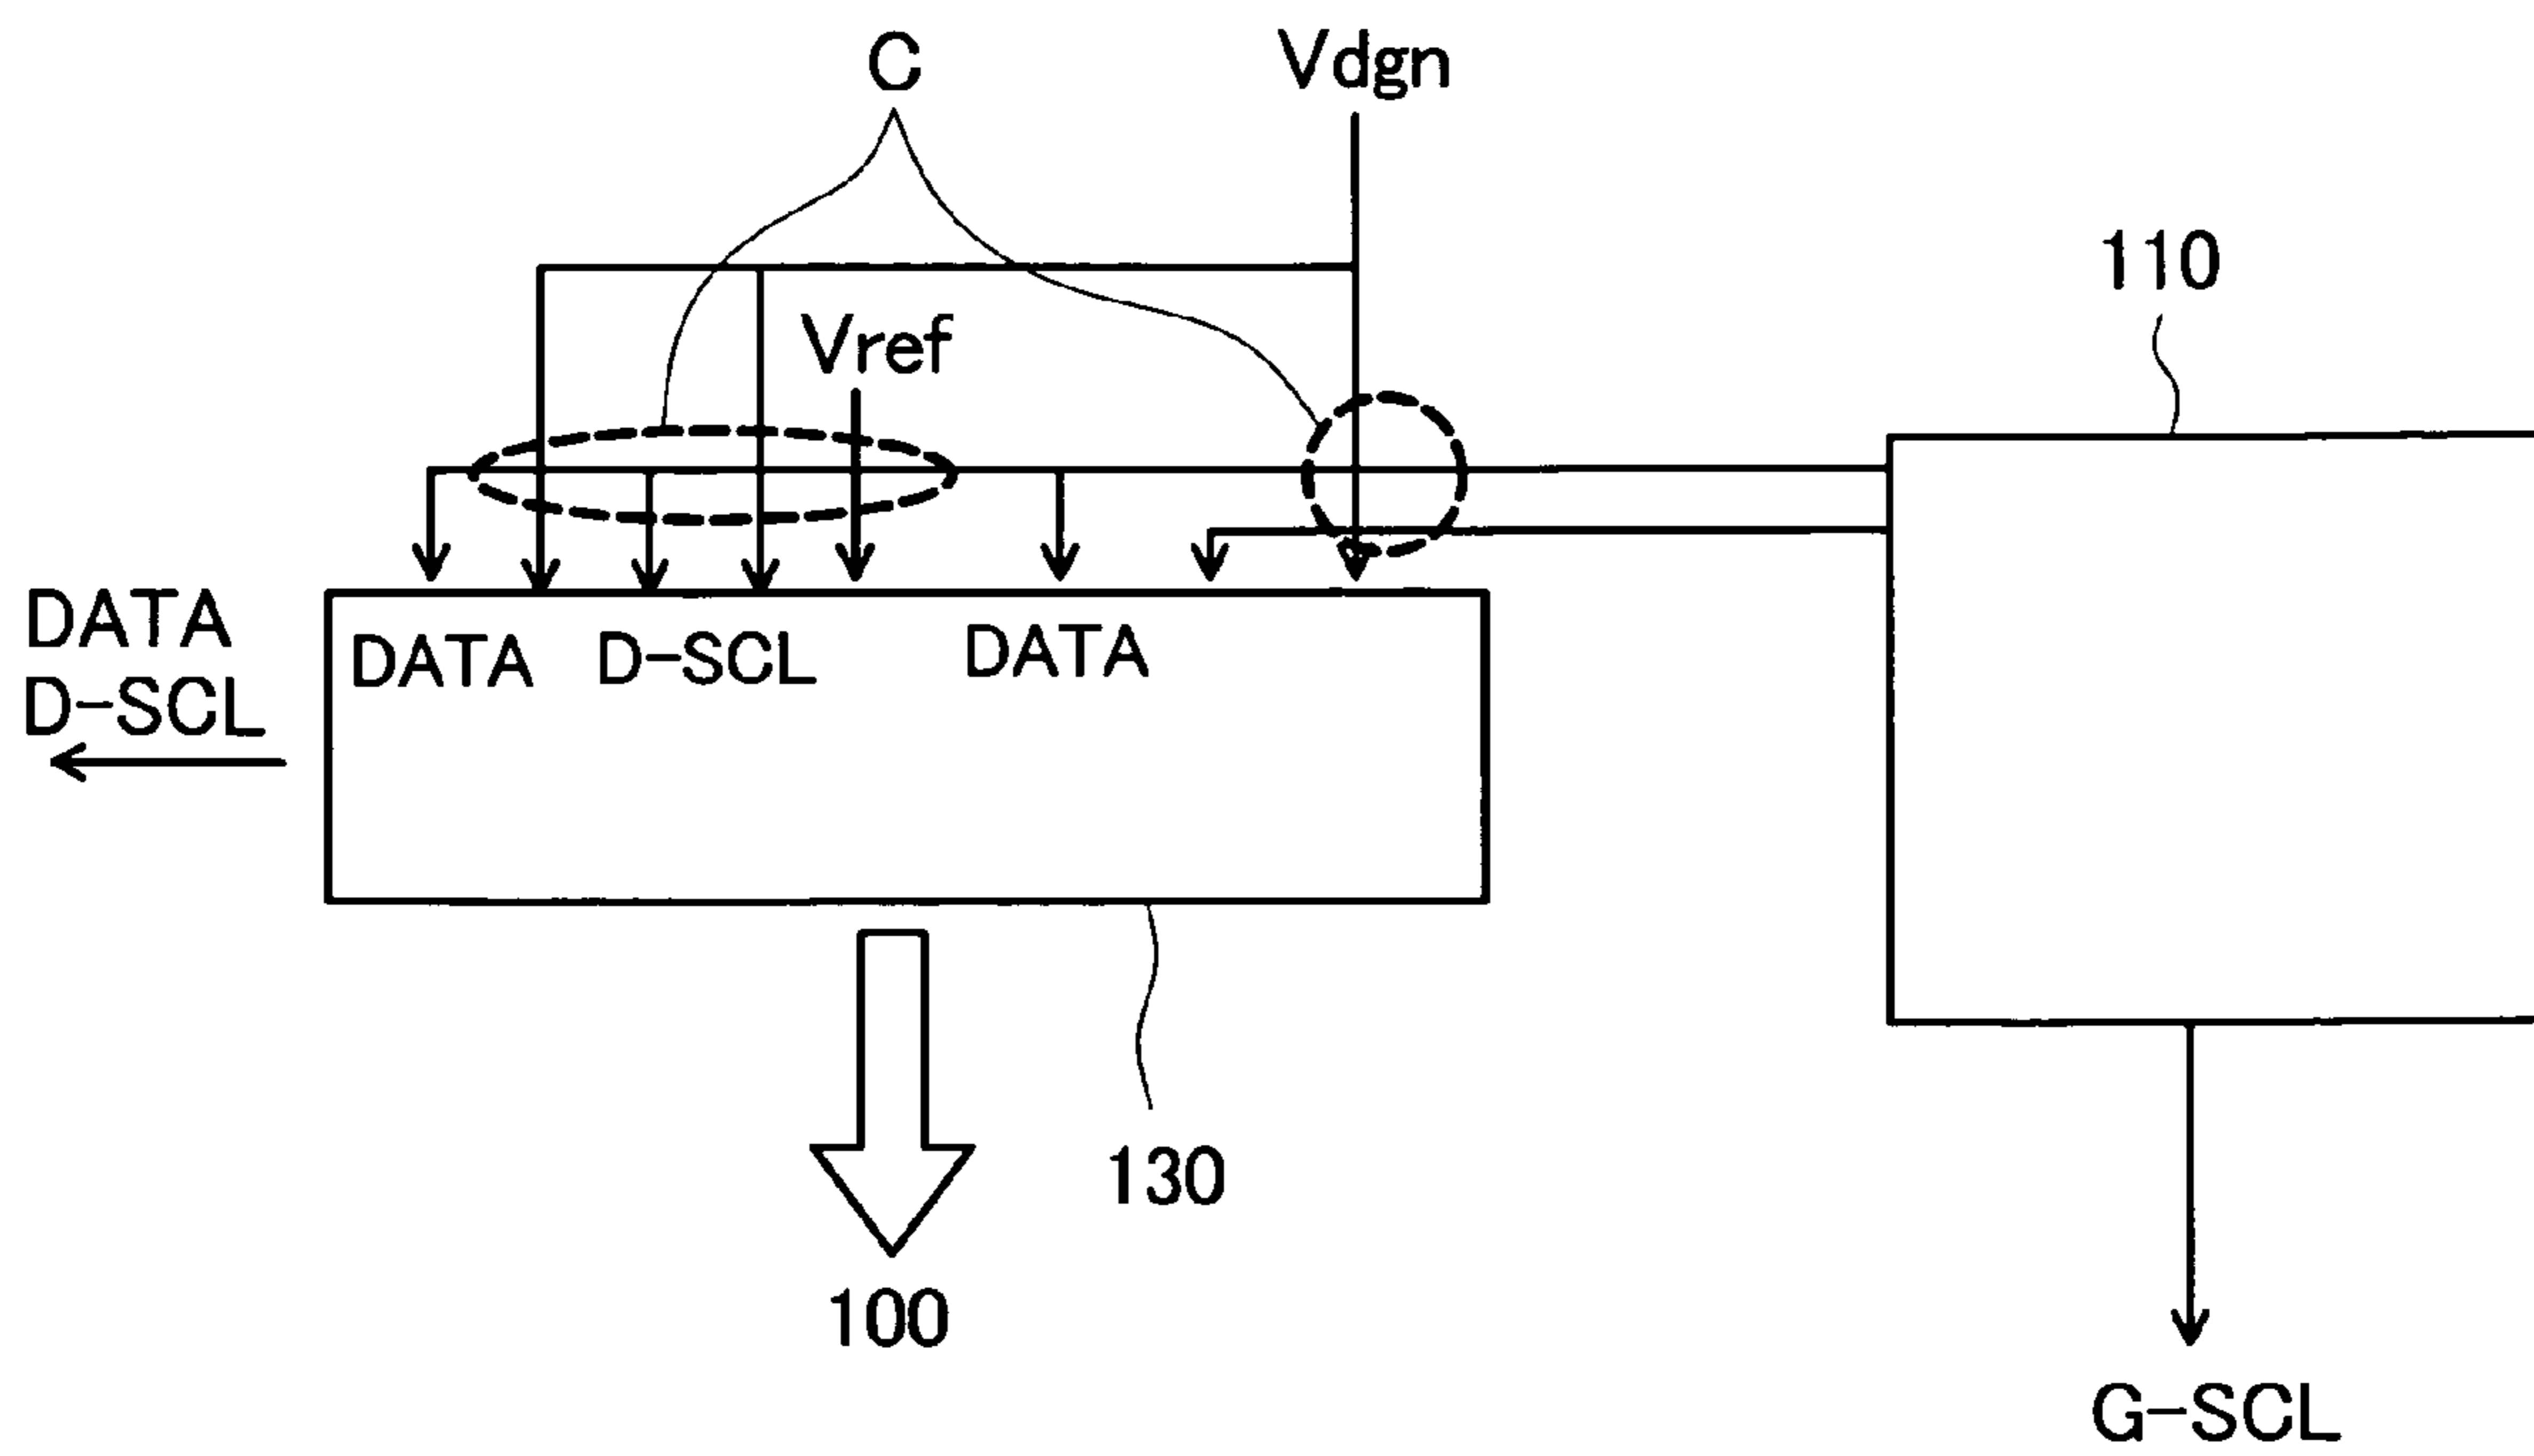 C
Vdgn
110
Vref
DATA
D-SCL
DATA
D-SCL
DATA
130
100
G-SCL